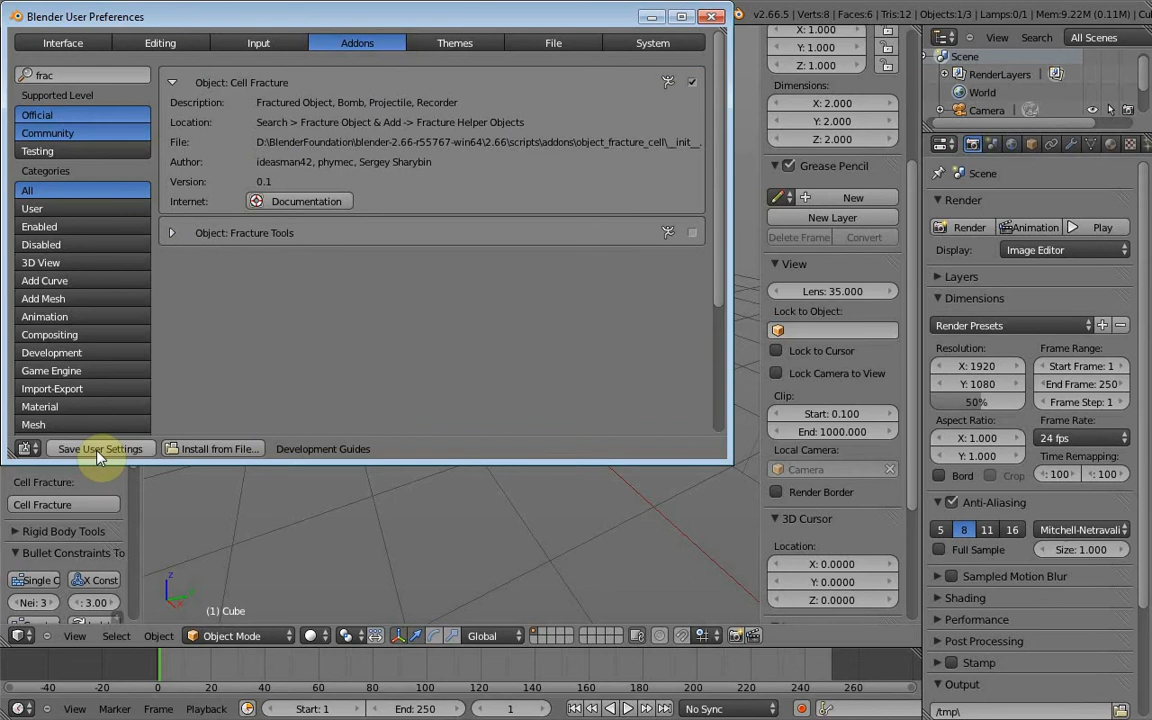 Blender User Preferences
v2.66.5 | Verts:8 | Faces:6 | Tris:12 | Objects:1/3 | Lamps:0/1 | Mem:9.22M (0.11M) | Cu
Interface
Editing
Input
Addons
Themes
File
System
frac
Supported Level
Official
Community
Testing
Categories
All
User
Enabled
Disabled
3D View
Add Curve
Add Mesh
Animation
Compositing
Development
Game Engine
Import-Export
Material
Mesh
Object: Cell Fracture
Description: Fractured Object, Bomb, Projectile, Recorder
Location: Search > Fracture Object & Add -> Fracture Helper Objects
File: D:\BlenderFoundation\blender-2.66-r55767-win64\2.66\scripts\addons\object_fracture_cell\__init__.
Author: ideasman42, phymec, Sergey Sharybin
Version: 0.1
Internet: Documentation
Object: Fracture Tools
Save User Settings
Install from File...
Development Guides
Cell Fracture:
Cell Fracture
Rigid Body Tools
Bullet Constraints To
Single C
X Const
Nei: 3
: 3.00
(1) Cube
View
Select
Object
Object Mode
Global
-40 -20 0 20 40 60 80 100 120 140 160 180 200 220 240 260
View
Marker
Frame
Playback
Start: 1
End: 250
1
No Sync
X: 1.000
Y: 1.000
Z: 1.000
Dimensions:
X: 2.000
Y: 2.000
Z: 2.000
Grease Pencil
New
New Layer
Delete Frame
Convert
View
Lens: 35.000
Lock to Object:
Lock to Cursor
Lock Camera to View
Clip:
Start: 0.100
End: 1000.000
Local Camera:
Camera
Render Border
3D Cursor
Location:
X: 0.0000
Y: 0.0000
Z: 0.0000
View
Search
All Scenes
Scene
RenderLayers
World
Camera
Scene
Render
Render
Animation
Play
Display:
Image Editor
Layers
Dimensions
Render Presets
Resolution:
Frame Range:
X: 1920
Start Frame: 1
Y: 1080
End Frame: 250
50%
Frame Step: 1
Aspect Ratio:
Frame Rate:
X: 1.000
24 fps
Y: 1.000
Time Remapping:
Bord
Crop
: 100
: 100
Anti-Aliasing
5
8
11
16
Mitchell-Netravali
Full Sample
Size: 1.000
Sampled Motion Blur
Shading
Performance
Post Processing
Stamp
Output
/tmp\